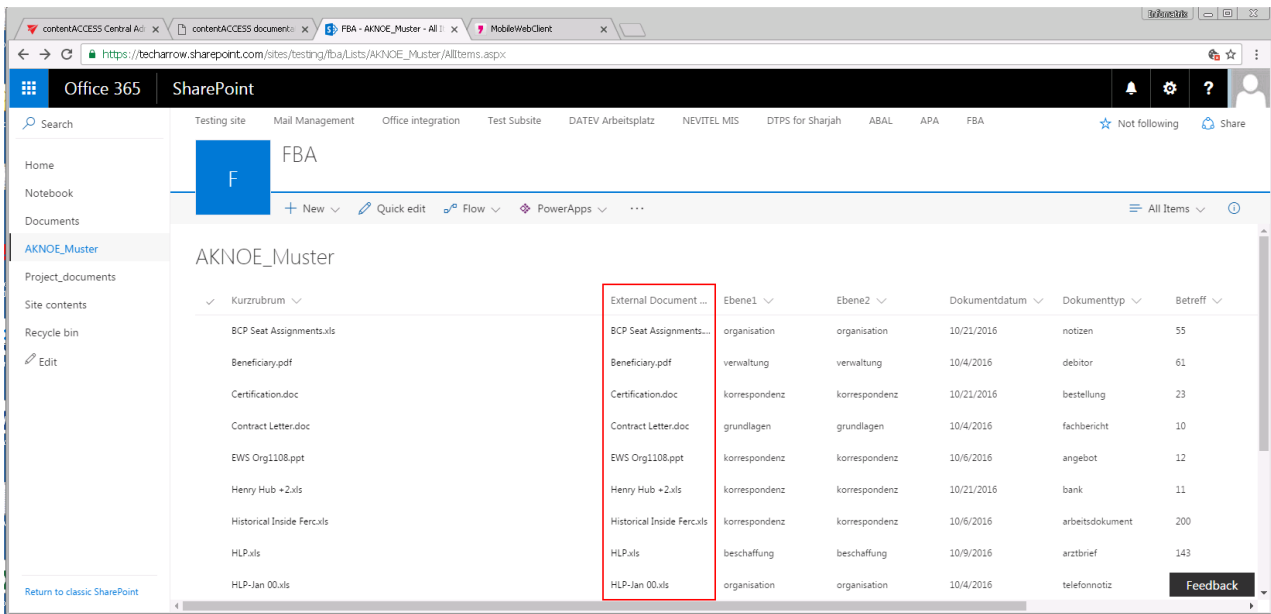 Infomatrix
contentACCESS Central Ad
contentACCESS documenta
FBA - AKNOE_Muster - All I
MobileWebClient
https://techarrow.sharepoint.com/sites/testing/fba/Lists/AKNOE_Muster/AllItems.aspx
Office 365 SharePoint ?
Search
Testing site Mail Management Office integration Test Subsite DATEV Arbeitsplatz NEVITEL MIS DTPS for Sharjah ABAL APA FBA Not following Share
F FBA
Home
Notebook
Documents
AKNOE_Muster
Project_documents
Site contents
Recycle bin
Edit
Return to classic SharePoint
+ New Quick edit Flow PowerApps ... All Items
AKNOE_Muster
Kurzrubrum External Document ... Ebene1 Ebene2 Dokumentdatum Dokumenttyp Betreff
BCP Seat Assignments.xls BCP Seat Assignments.... organisation organisation 10/21/2016 notizen 55
Beneficiary.pdf Beneficiary.pdf verwaltung verwaltung 10/4/2016 debitor 61
Certification.doc Certification.doc korrespondenz korrespondenz 10/21/2016 bestellung 23
Contract Letter.doc Contract Letter.doc grundlagen grundlagen 10/4/2016 fachbericht 10
EWS Org1108.ppt EWS Org1108.ppt korrespondenz korrespondenz 10/6/2016 angebot 12
Henry Hub +2.xls Henry Hub +2.xls korrespondenz korrespondenz 10/21/2016 bank 11
Historical Inside Ferc.xls Historical Inside Ferc.xls korrespondenz korrespondenz 10/6/2016 arbeitsdokument 200
HLP.xls HLP.xls beschaffung beschaffung 10/9/2016 arztbrief 143
HLP-Jan 00.xls HLP-Jan 00.xls organisation organisation 10/4/2016 telefonnotiz
Feedback